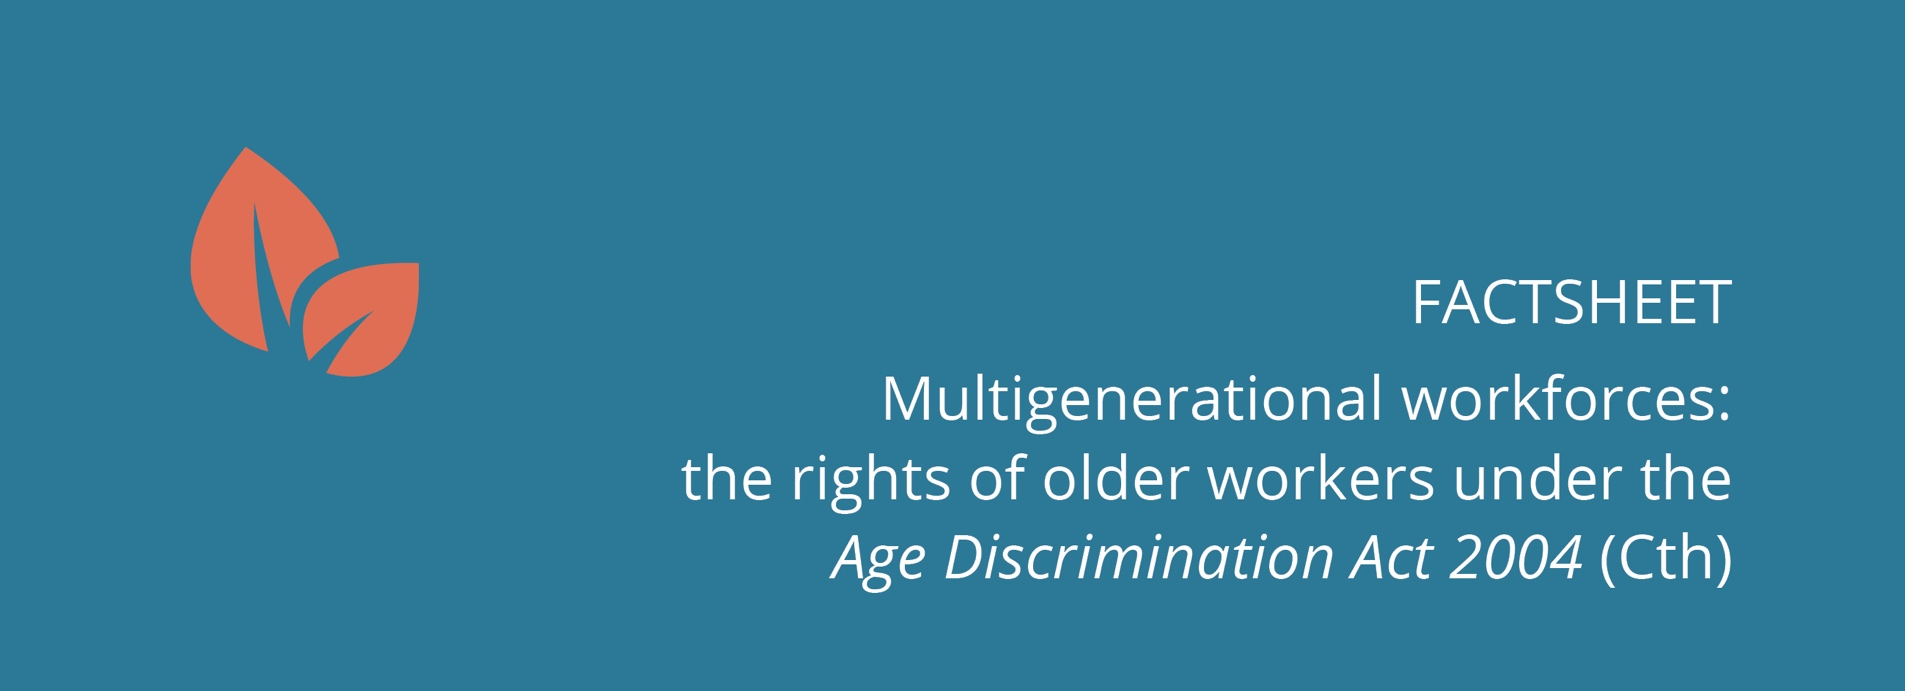 FACTSHEET
Multigenerational workforces:
the rights of older workers under the
Age Discrimination Act 2004 (Cth)